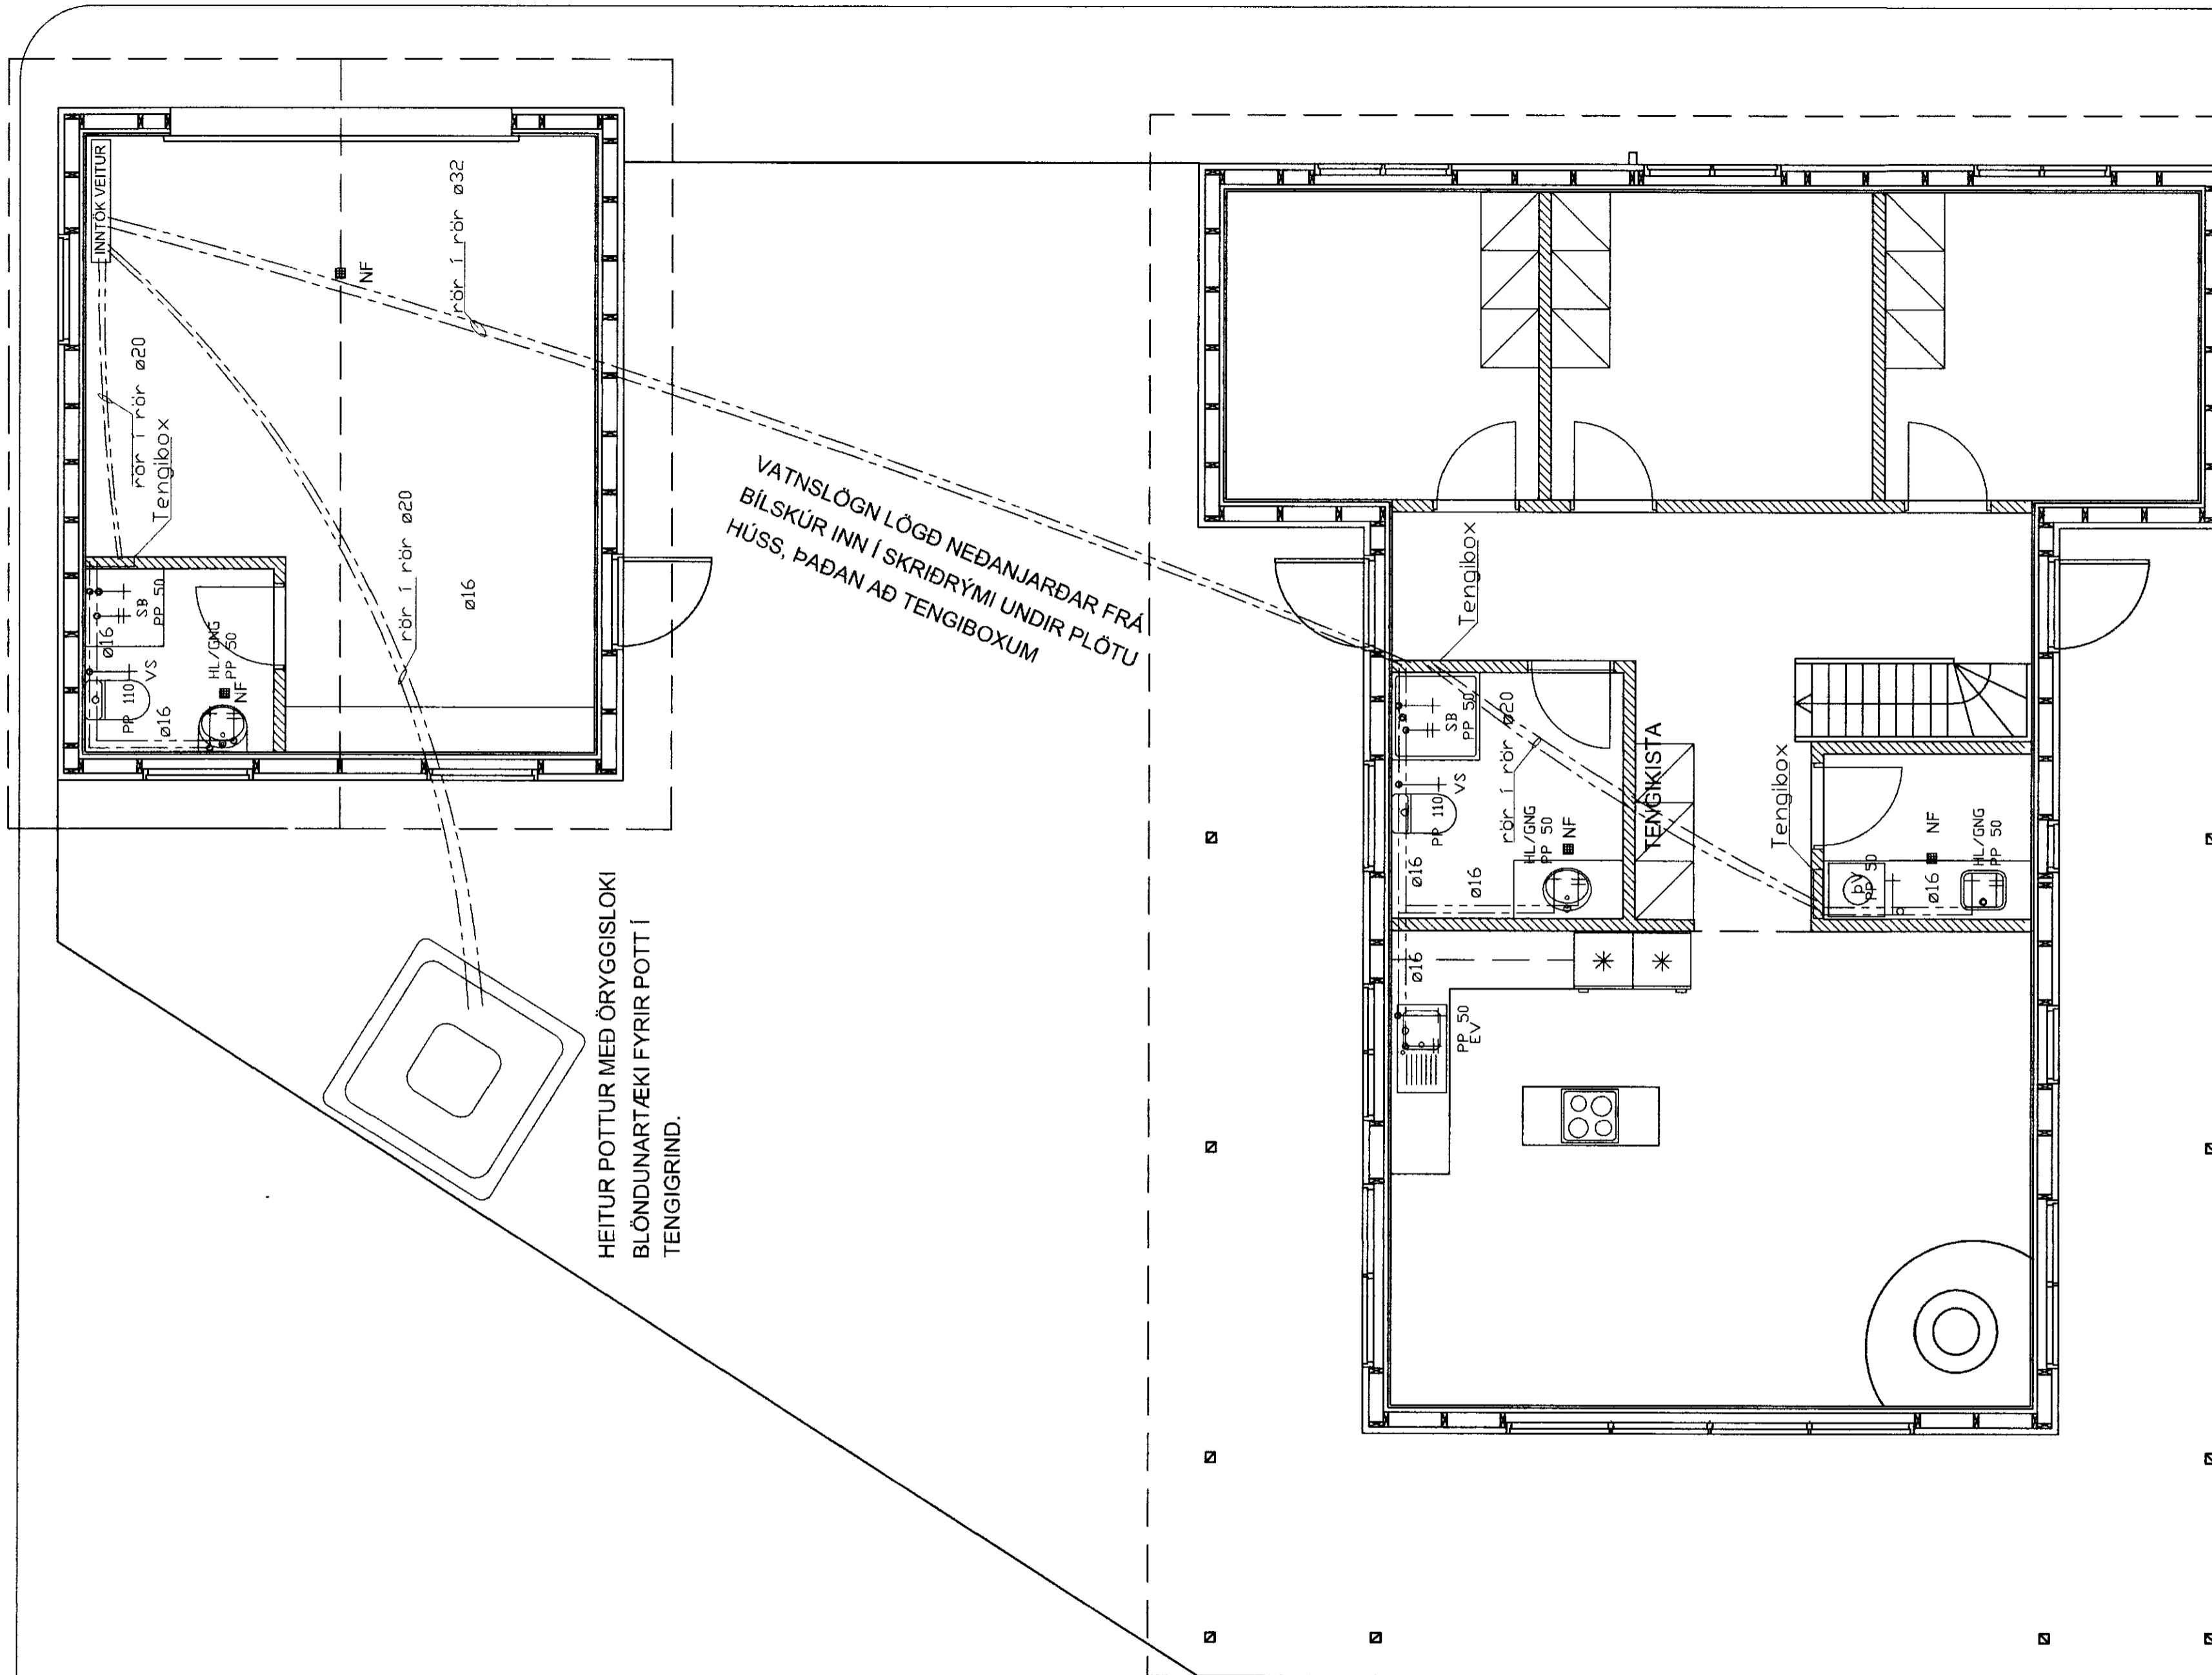 INNTÖK VEITUR
rör í rör ø32
NF
rör í rör ø20
Tengibox
rör í rör ø20
ø16
SB
PP 50
ø16
VS
HL/GNG
PP 50
NF
PP 110
ø16
VATNSLÖGN LÖGÐ NEÐANJARÐAR FRÁ
BÍLSKÚR INN Í SKRIÐRÝMI UNDIR PLÖTU
HÚSS, ÞAÐAN AÐ TENGIBOXUM
HEITUR POTTUR MEÐ ÖRYGGISLOKI
BLÖNDUNARTÆKI FYRIR POTT Í
TENGIGRIND.
Tengibox
SB
PP 50
rör í rör ø20
VS
PP 110
HL/GNG
PP 50
NF
ø16
ø16
TENGIKISTA
Tengibox
ÞV
PP 50
NF
ø16
HL/GNG
PP 50
ø16
PP 50
EV